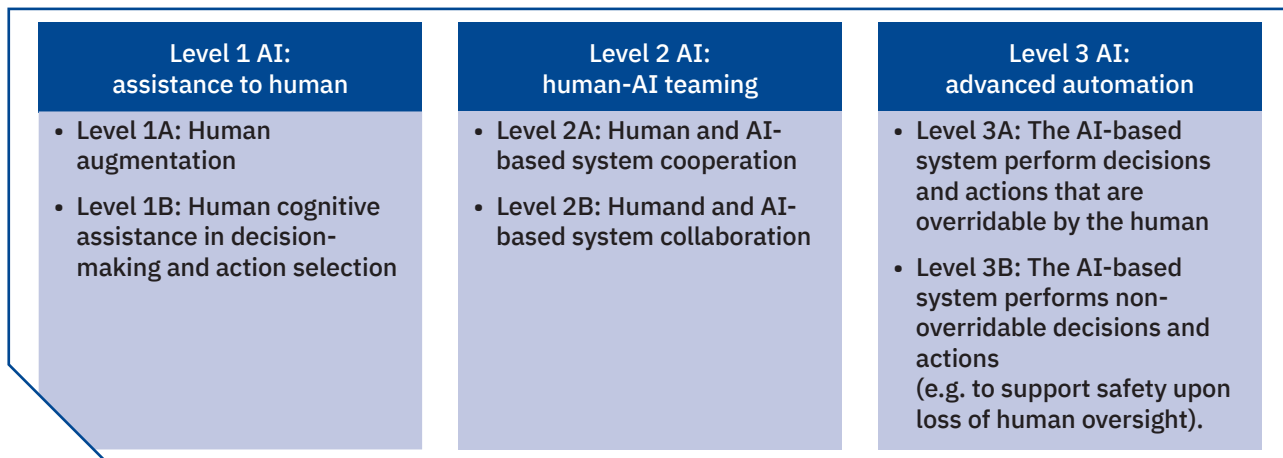 Level 1 AI:
assistance to human
• Level 1A: Human
augmentation
• Level 1B: Human cognitive
assistance in decision-
making and action selection
Level 2 AI:
human-AI teaming
• Level 2A: Human and AI-
based system cooperation
• Level 2B: Humand and AI-
based system collaboration
Level 3 AI:
advanced automation
• Level 3A: The AI-based
system perform decisions
and actions that are
overridable by the human
• Level 3B: The AI-based
system performs non-
overridable decisions and
actions
(e.g. to support safety upon
loss of human oversight).